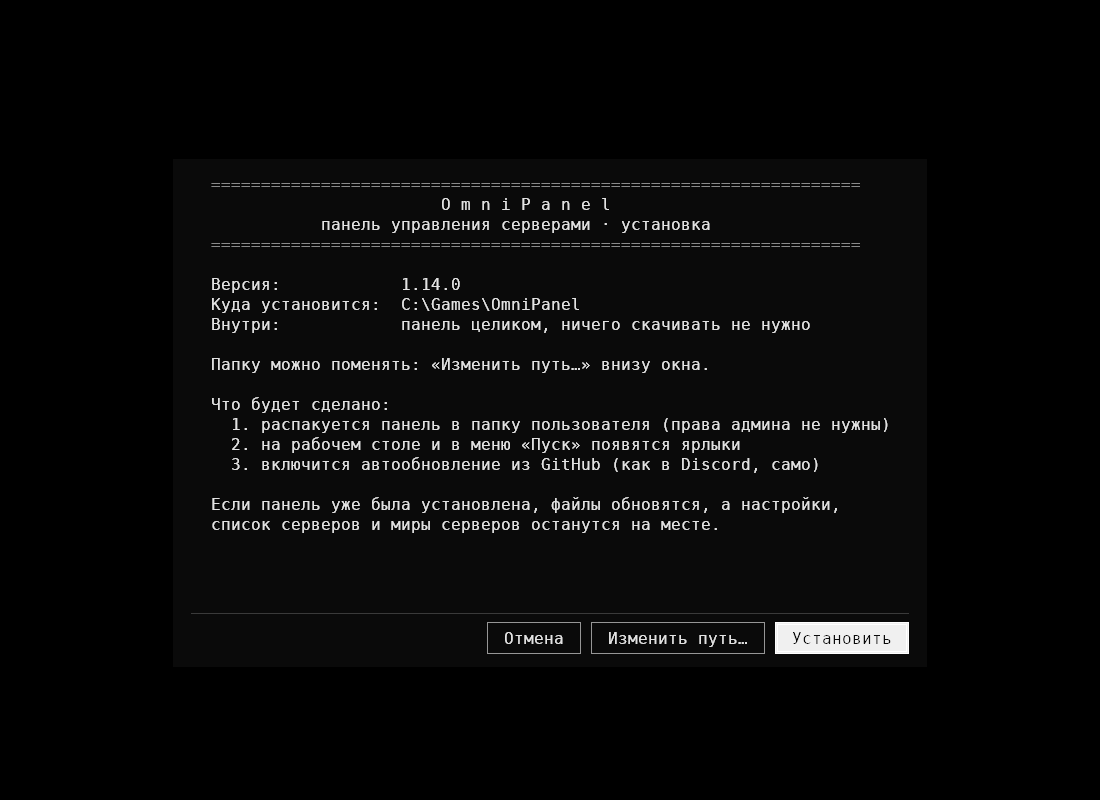 =================================================================
O m n i P a n e l
панель управления серверами · установка
=================================================================
Версия: 1.14.0
Куда установится: C:\Games\OmniPanel
Внутри: панель целиком, ничего скачивать не нужно
Папку можно поменять: «Изменить путь…» внизу окна.
Что будет сделано:
1. распакуется панель в папку пользователя (права админа не нужны)
2. на рабочем столе и в меню «Пуск» появятся ярлыки
3. включится автообновление из GitHub (как в Discord, само)
Если панель уже была установлена, файлы обновятся, а настройки,
список серверов и миры серверов останутся на месте.
Отмена Изменить путь… Установить